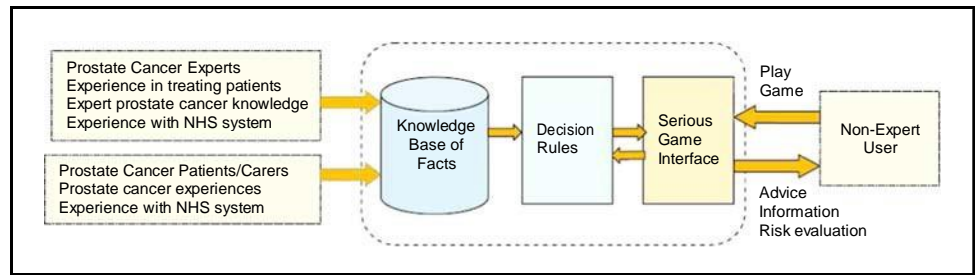 Prostate Cancer Experts
Experience in treating patients
Expert prostate cancer knowledge
Experience with NHS system
Prostate Cancer Patients/Carers
Prostate cancer experiences
Experience with NHS system
Knowledge
Base of
Facts
Decision
Rules
Serious
Game
Interface
Play
Game
Non-Expert
User
Advice
Information
Risk evaluation